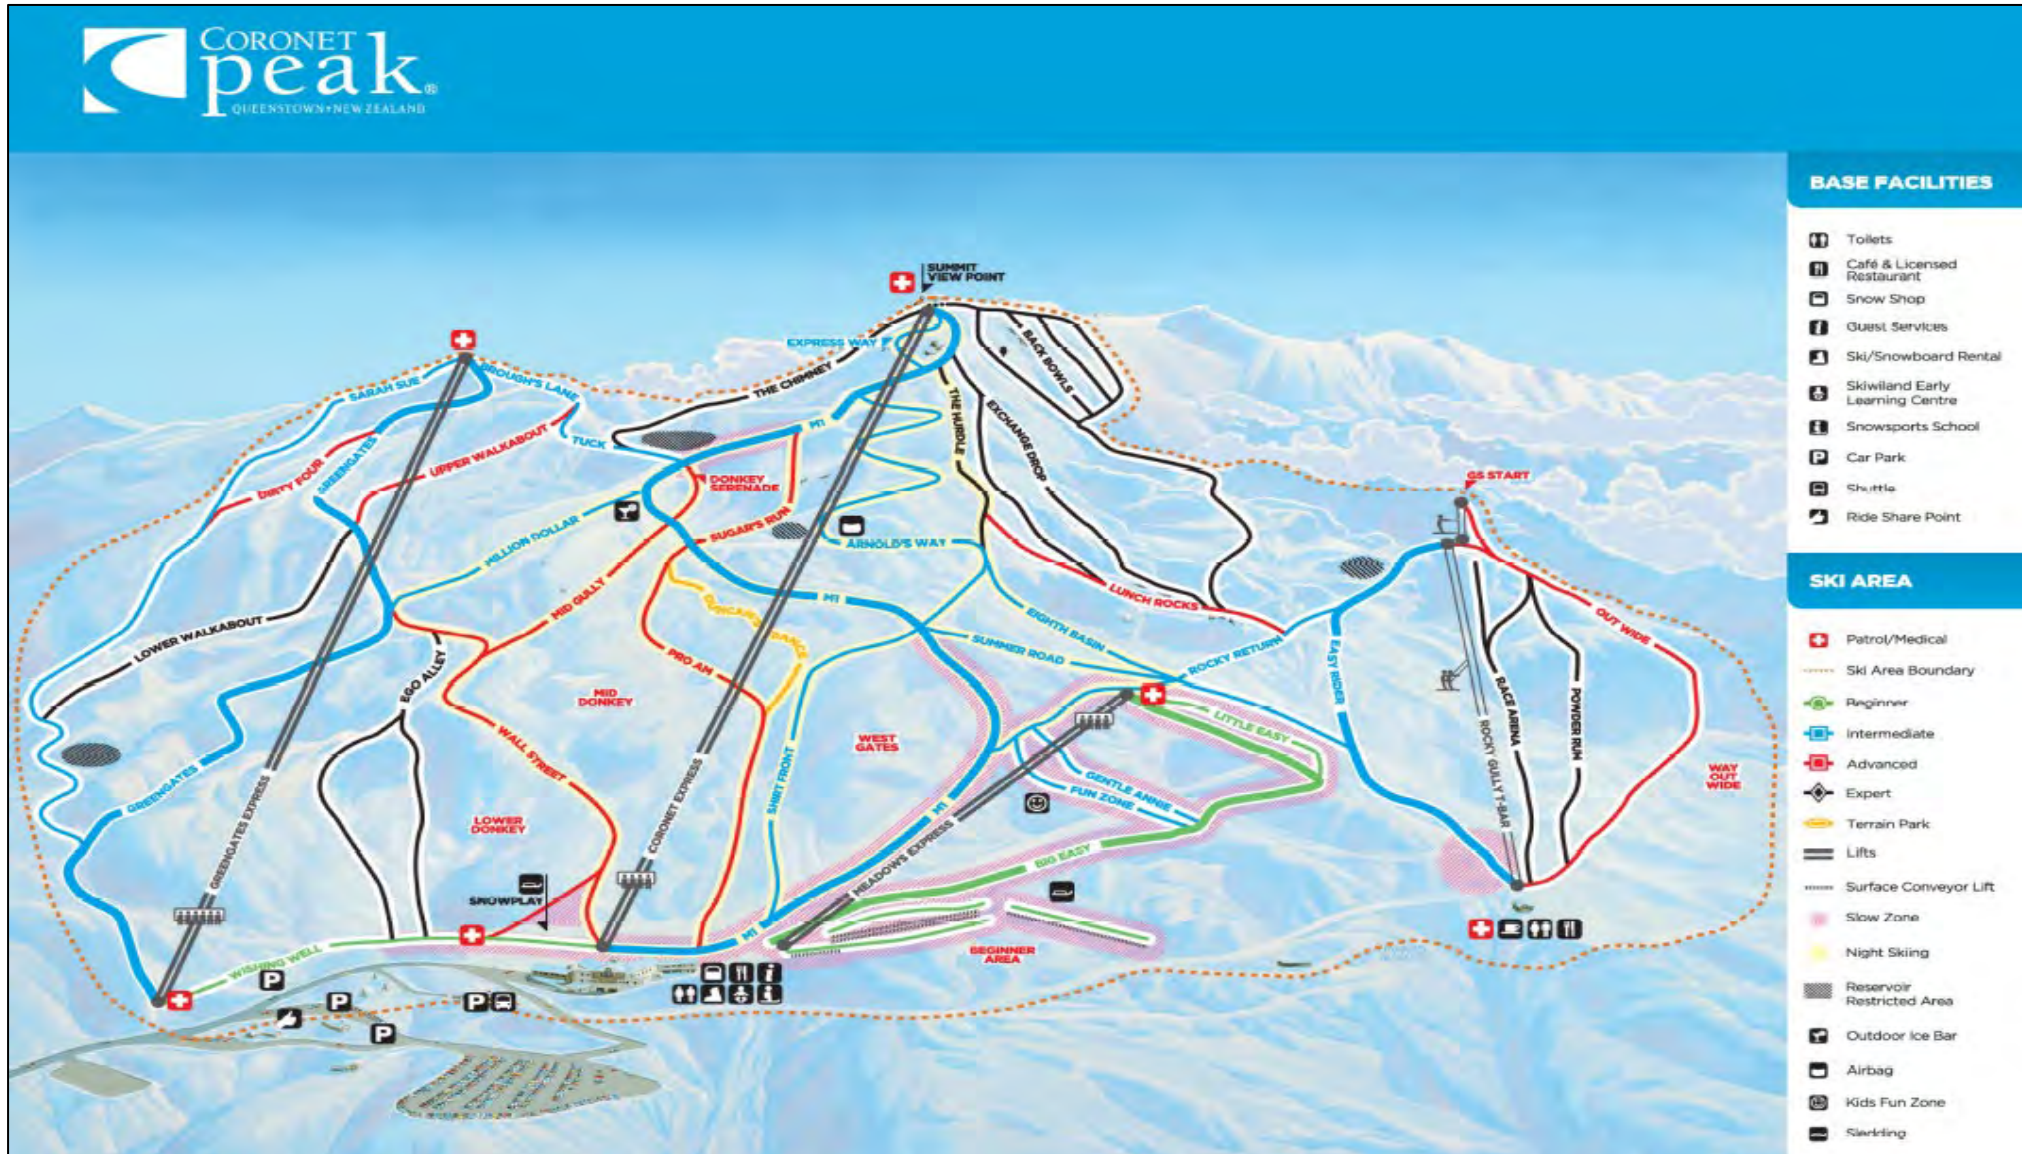 CORONET
peak®
QUEENSTOWN•NEW ZEALAND
SUMMIT
VIEW POINT
EXPRESS WAY
THE CHIMNEY
BACK BOWLS
SARAH SUE
BROUGH'S LANE
TUCK
M1
THE HURDLE
EXCHANGE DROP
DIRTY FOUR
GREENGATES
UPPER WALKABOUT
DONKEY
SERENADE
GS START
MILLION DOLLAR
SUGAR'S RUN
ARNOLD'S WAY
MID GULLY
M1
LUNCH ROCKS
OUT WIDE
LOWER WALKABOUT
EIGHTH BASIN
SUMMER ROAD
ROCKY RETURN
EASY RIDER
EGO ALLEY
MID
DONKEY
PRO AM
WEST
GATES
LITTLE EASY
RACE ARENA
POWDER RUN
WALL STREET
GREENGATES
SHIRT FRONT
GENTLE ANNIE
FUN ZONE
ROCKY GULLY T-BAR
WAY
OUT
WIDE
LOWER
DONKEY
CORONET EXPRESS
M1
GREENGATES EXPRESS
MEADOWS EXPRESS
BIG EASY
SNOWPLAY
M1
BEGINNER
AREA
WISHING WELL
P
P
P
P
BASE FACILITIES
Toilets
Café & Licensed
Restaurant
Snow Shop
Guest Services
Ski/Snowboard Rental
Skiwiland Early
Learning Centre
Snowsports School
P Car Park
Shuttle
Ride Share Point
SKI AREA
Patrol/Medical
Ski Area Boundary
Beginner
Intermediate
Advanced
Expert
Terrain Park
Lifts
Surface Conveyor Lift
Slow Zone
Night Skiing
Reservoir
Restricted Area
Outdoor Ice Bar
Airbag
Kids Fun Zone
Sledding